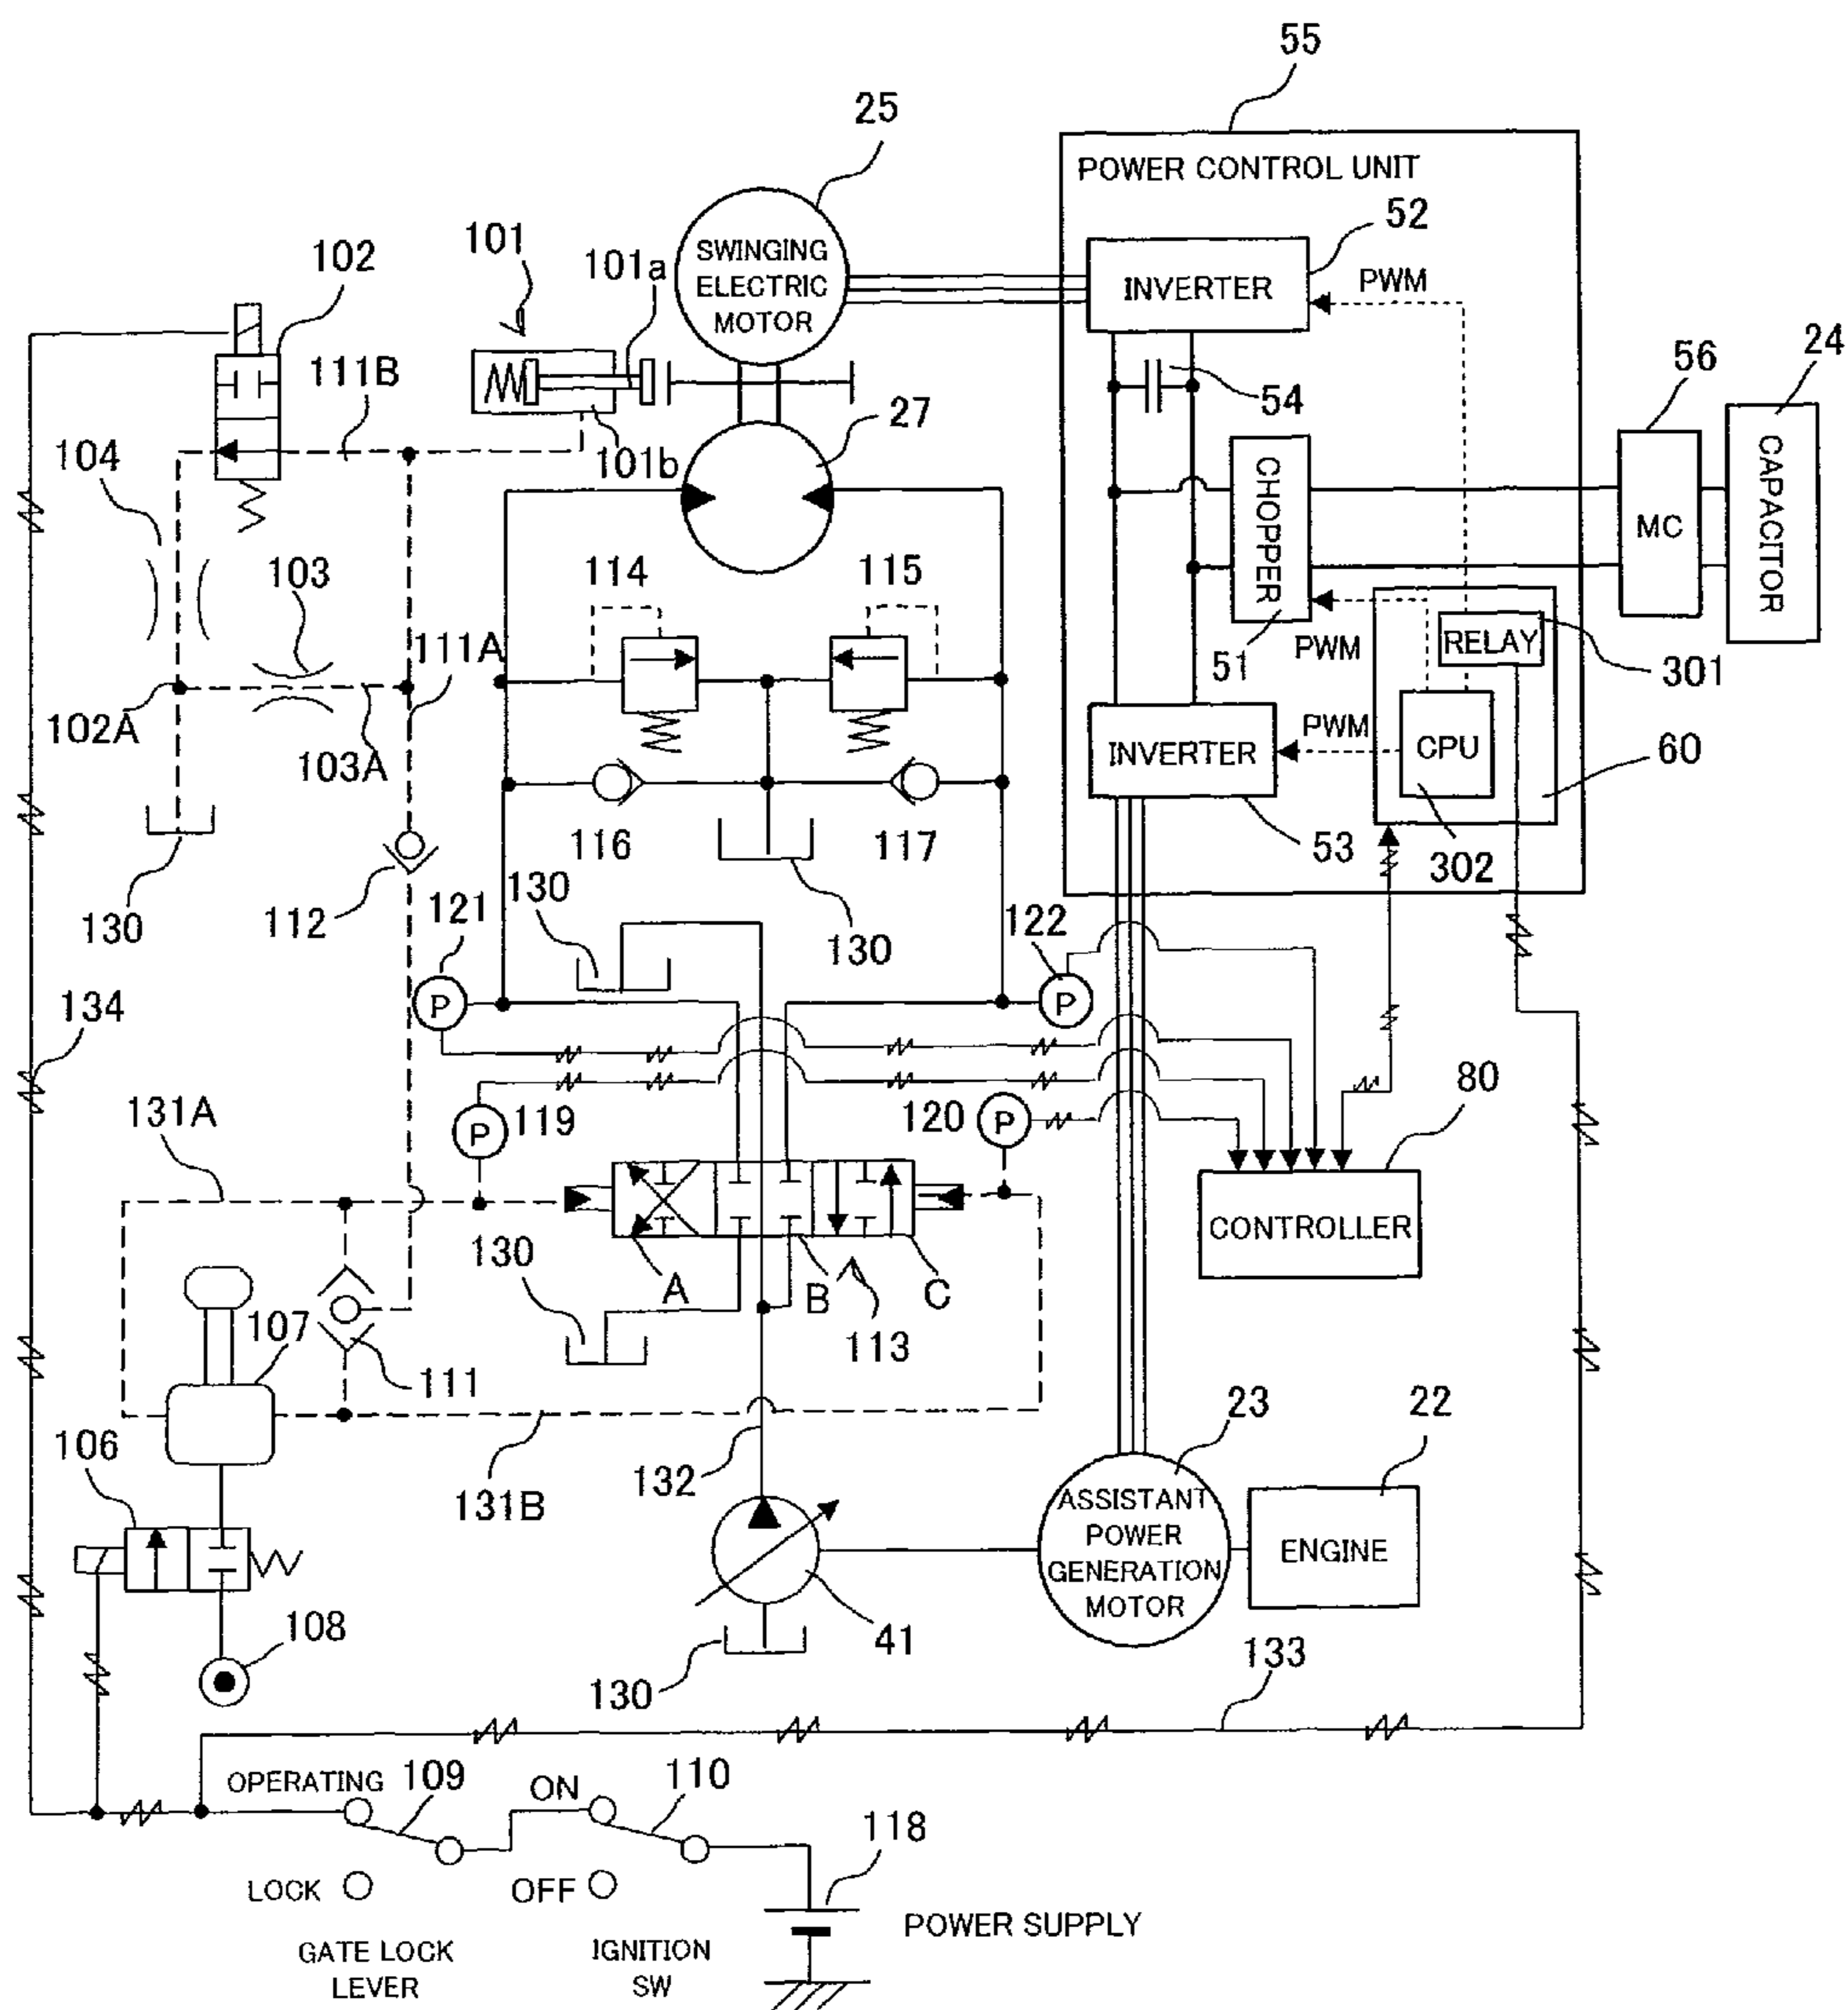 55
25
POWER CONTROL UNIT
52
101
101a
SWINGING
ELECTRIC
MOTOR
102
INVERTER
PWM
24
56
111B
54
27
104
101b
CHOPPER
MC
CAPACITOR
103
114
115
111A
RELAY
PWM
51
301
102A
103A
PWM
CPU
INVERTER
60
116
117
53
302
130
112
121
130
130
122
P
P
134
131A
119
120
80
P
P
CONTROLLER
130
A
B
C
107
113
111
23
22
106
132
131B
ASSISTANT
POWER
GENERATION
MOTOR
ENGINE
108
41
133
130
OPERATING
109
ON
110
118
LOCK
OFF
POWER SUPPLY
GATE LOCK
LEVER
IGNITION
SW